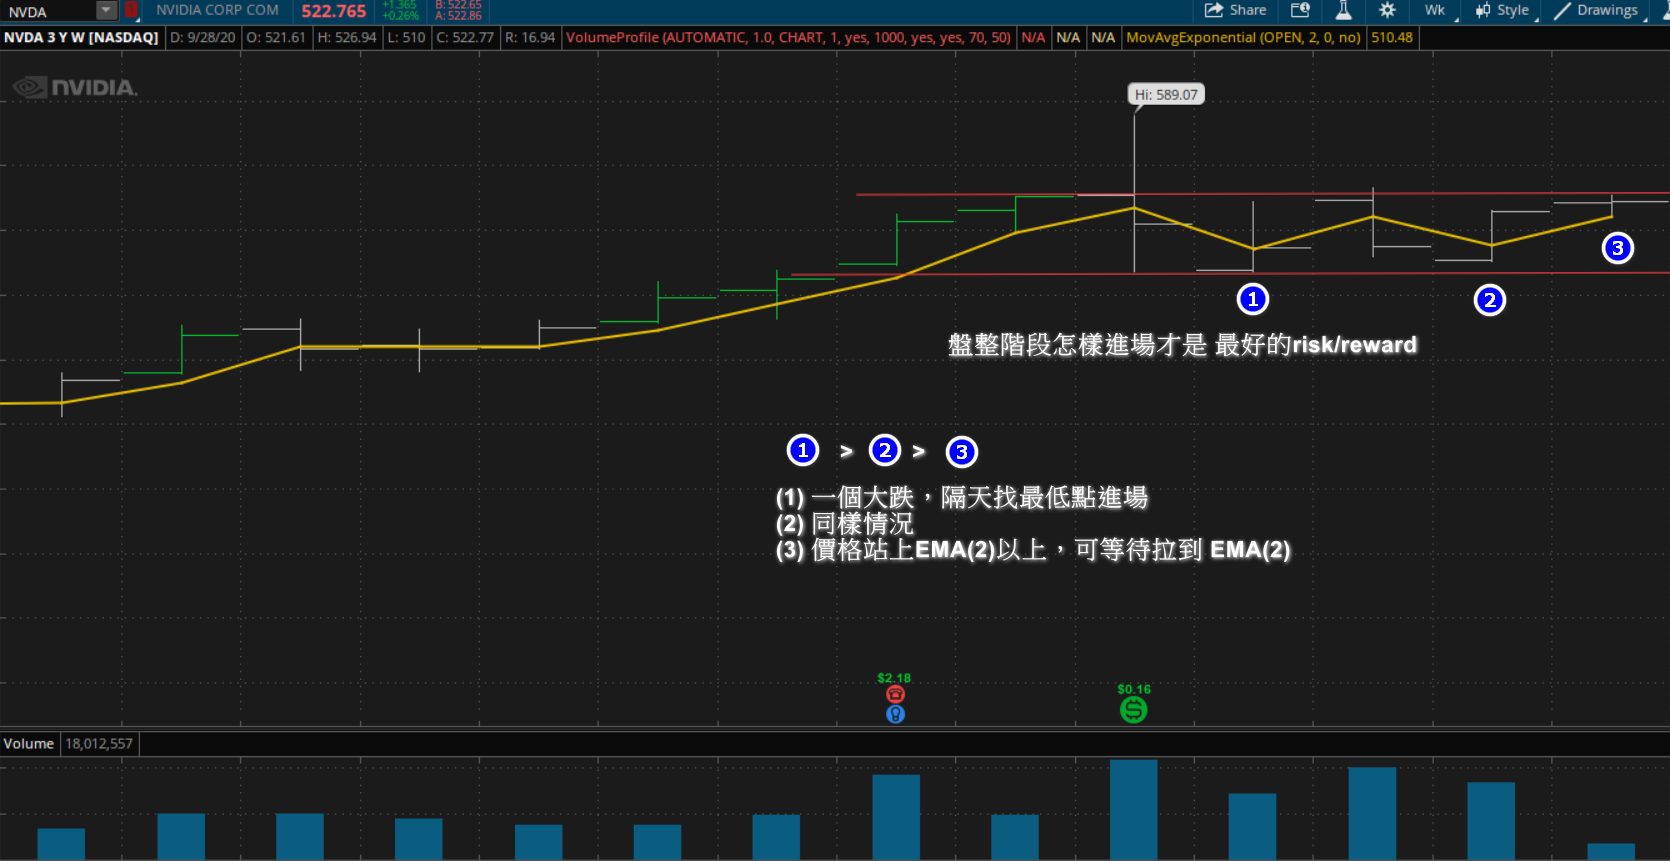 NVDA NVIDIA CORP COM 522.765 +1.365 +0.26% B: 522.65 A: 522.86 Share Wk Style Drawings
NVDA 3 Y W [NASDAQ] D: 9/28/20 O: 521.61 H: 526.94 L: 510 C: 522.77 R: 16.94 VolumeProfile (AUTOMATIC, 1.0, CHART, 1, yes, 1000, yes, yes, 70, 50) N/A N/A N/A MovAvgExponential (OPEN, 2, 0, no) 510.48
NVIDIA.
Hi: 589.07
3
1 2
盤整階段怎樣進場才是 最好的risk/reward
1 > 2 > 3
(1) 一個大跌，隔天找最低點進場
(2) 同樣情況
(3) 價格站上EMA(2)以上，可等待拉到 EMA(2)
$2.18
$0.16
Volume 18,012,557